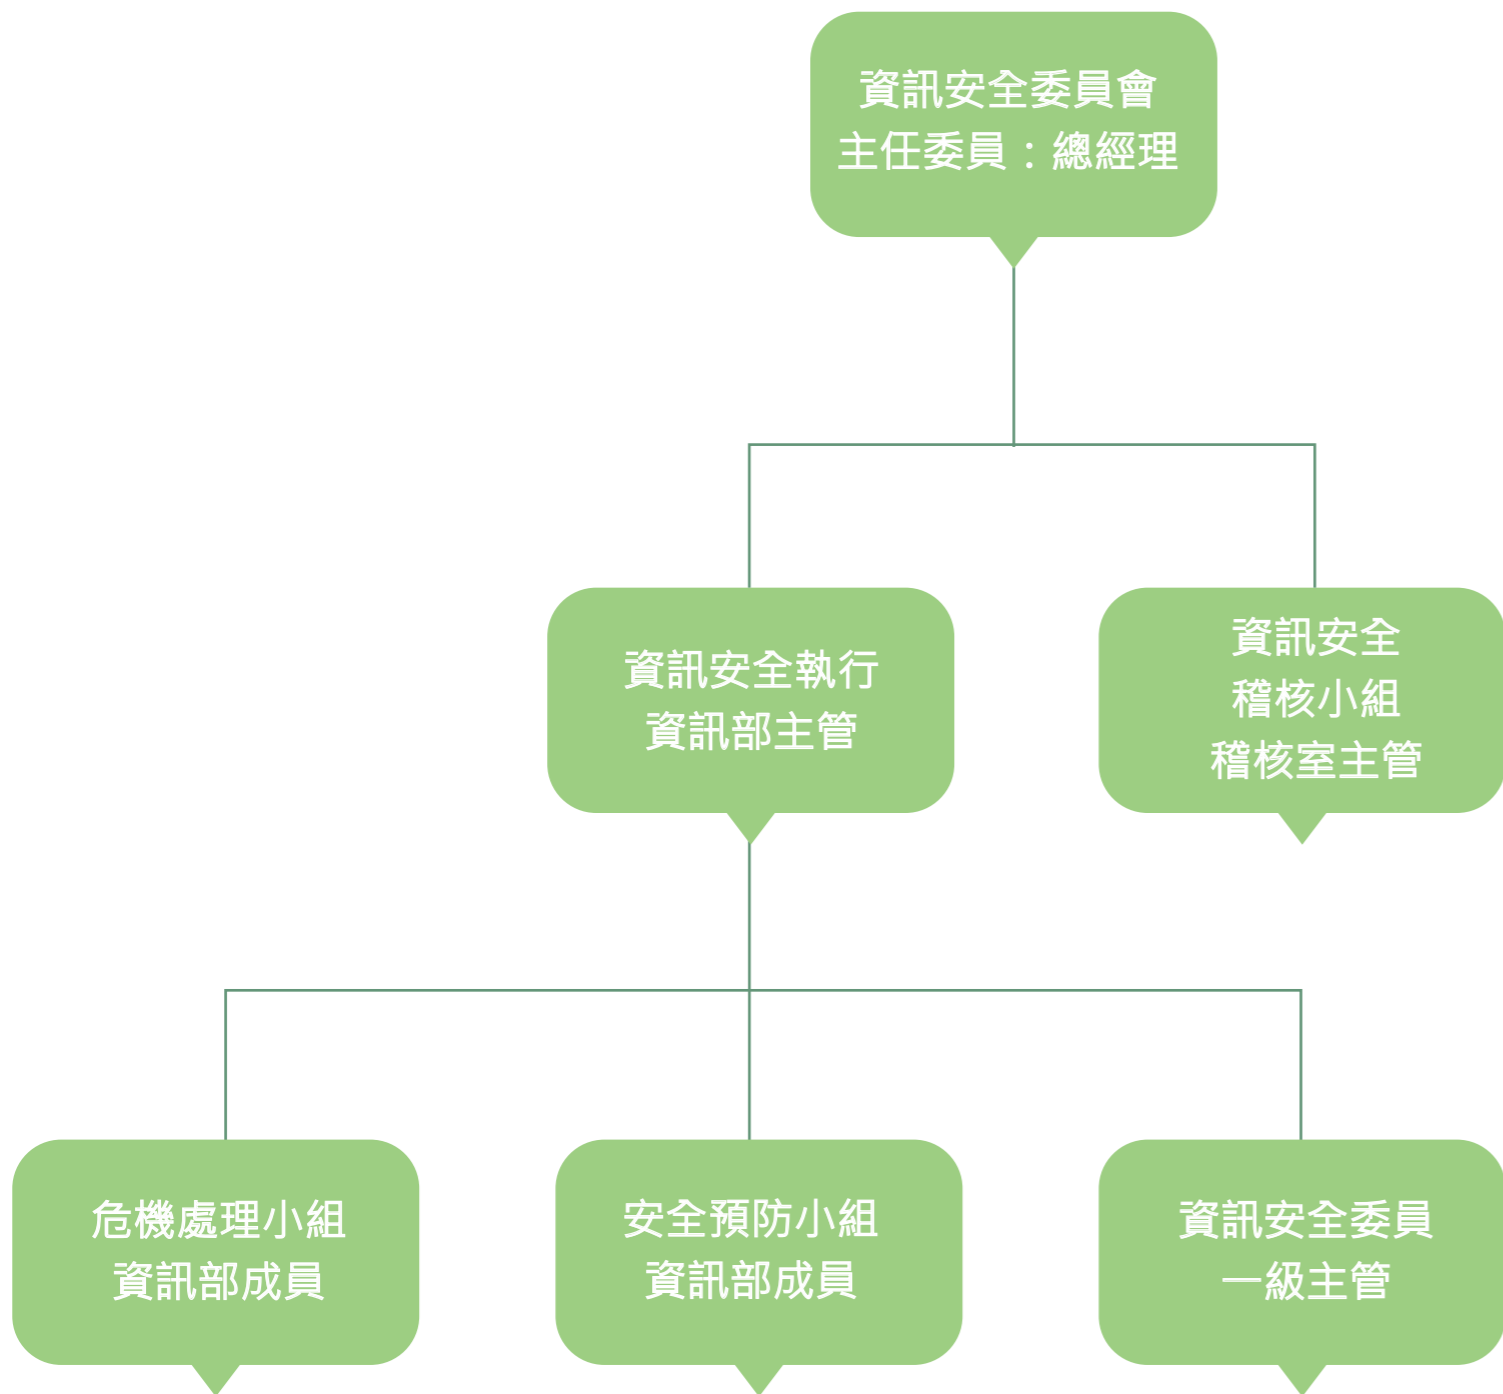 資訊安全委員會
主任委員：總經理
資訊安全執行
資訊部主管
資訊安全
稽核小組
稽核室主管
危機處理小組
資訊部成員
安全預防小組
資訊部成員
資訊安全委員
一級主管